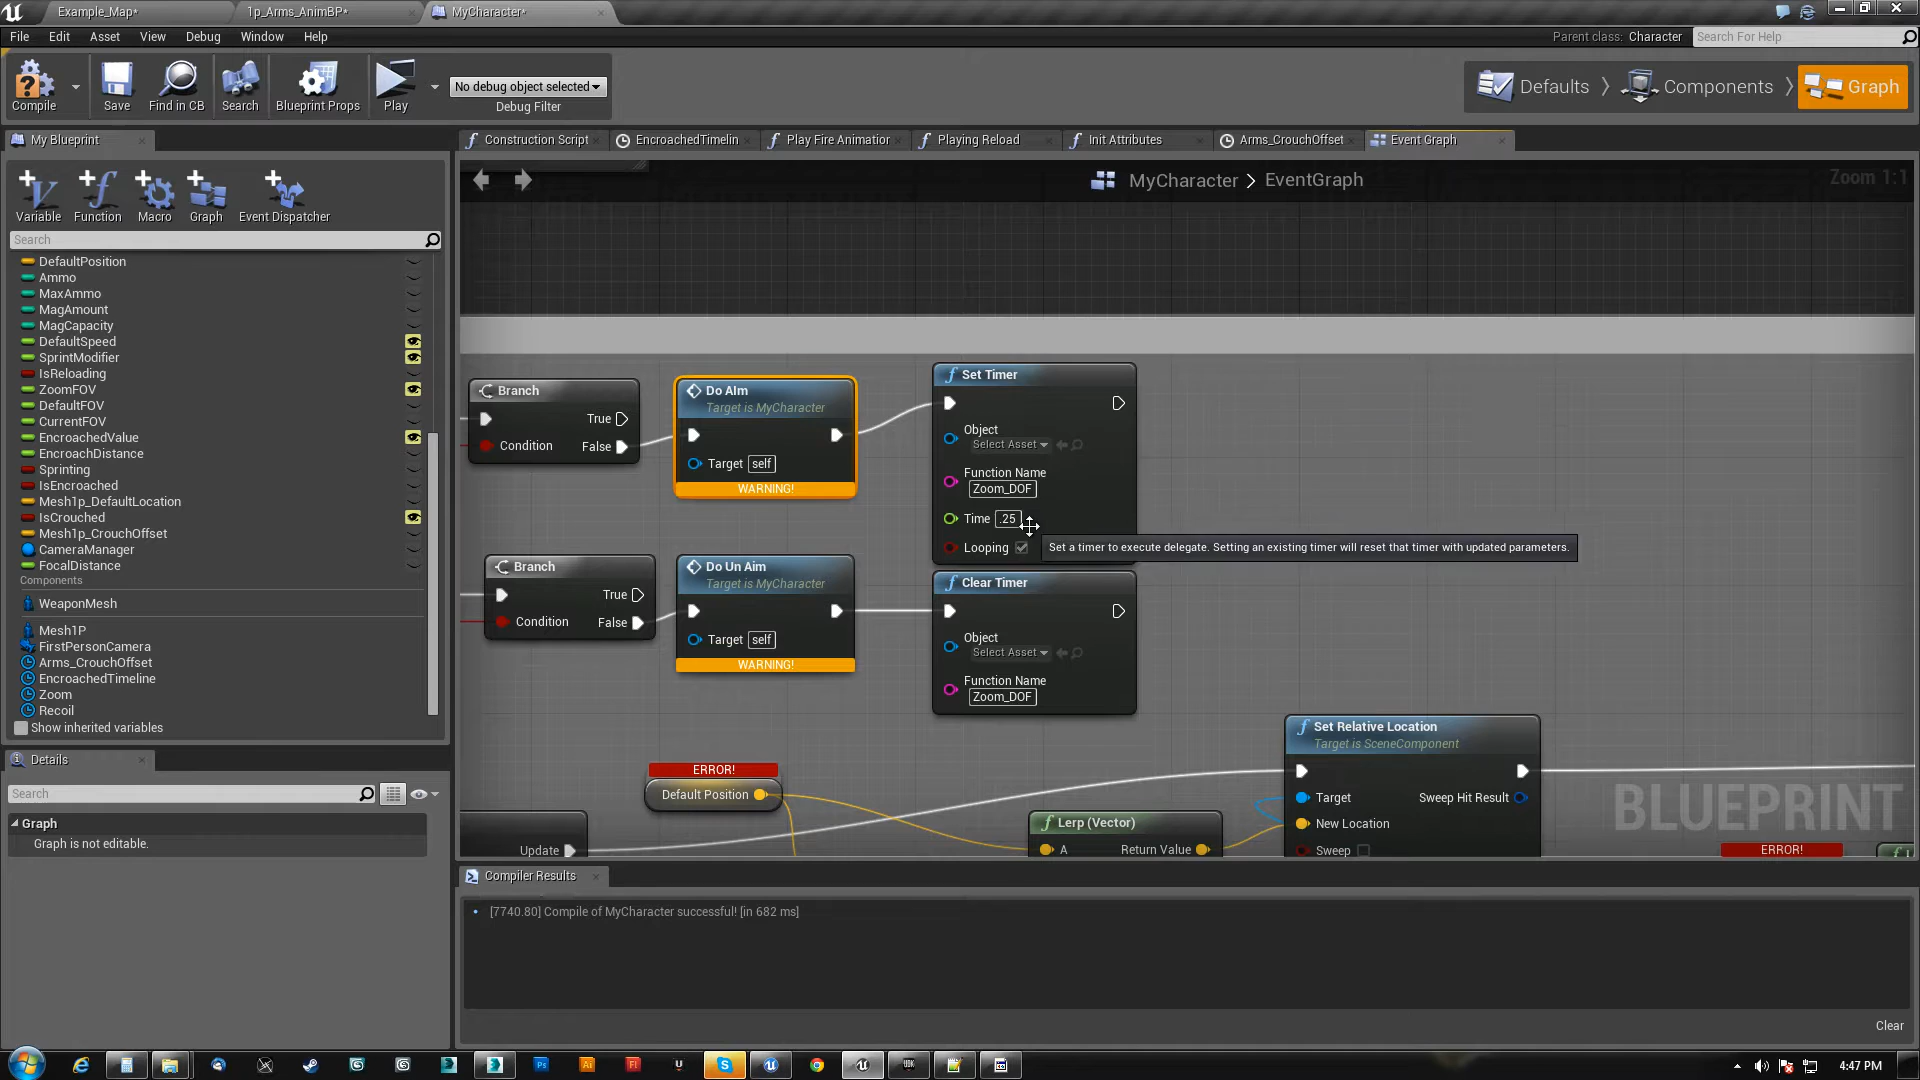 Example_Map*
1p_Arms_AnimBP*
MyCharacter*
File Edit Asset View Debug Window Help
Parent class: Character
Search For Help
Compile
Save
Find in CB
Search
Blueprint Props
Play
No debug object selected
Debug Filter
Defaults
Components
Graph
My Blueprint
Construction Script
EncroachedTimelin
Play Fire Animation
Playing Reload
Init Attributes
Arms_CrouchOffset
Event Graph
Variable
Function
Macro
Graph
Event Dispatcher
MyCharacter > EventGraph
Zoom 1:1
Search
DefaultPosition
Ammo
MaxAmmo
MagAmount
MagCapacity
DefaultSpeed
SprintModifier
IsReloading
ZoomFOV
DefaultFOV
CurrentFOV
EncroachedValue
EncroachDistance
Sprinting
IsEncroached
Mesh1p_DefaultLocation
IsCrouched
Mesh1p_CrouchOffset
CameraManager
FocalDistance
Components
WeaponMesh
Mesh1P
FirstPersonCamera
Arms_CrouchOffset
EncroachedTimeline
Zoom
Recoil
Show inherited variables
Details
Search
Graph
Graph is not editable.
Branch
True
Condition
False
Do AIm
Target is MyCharacter
Target self
WARNING!
Set Timer
Object
Select Asset
Function Name
Zoom_DOF
Time .25
Looping
Set a timer to execute delegate. Setting an existing timer will reset that timer with updated parameters.
Branch
True
Condition
False
Do Un Aim
Target is MyCharacter
Target self
WARNING!
Clear Timer
Object
Select Asset
Function Name
Zoom_DOF
ERROR!
Default Position
Update
Lerp (Vector)
A
Return Value
Set Relative Location
Target is SceneComponent
Target
Sweep Hit Result
New Location
Sweep
ERROR!
BLUEPRINT
Compiler Results
[7740.80] Compile of MyCharacter successful! [in 682 ms]
Clear
4:47 PM